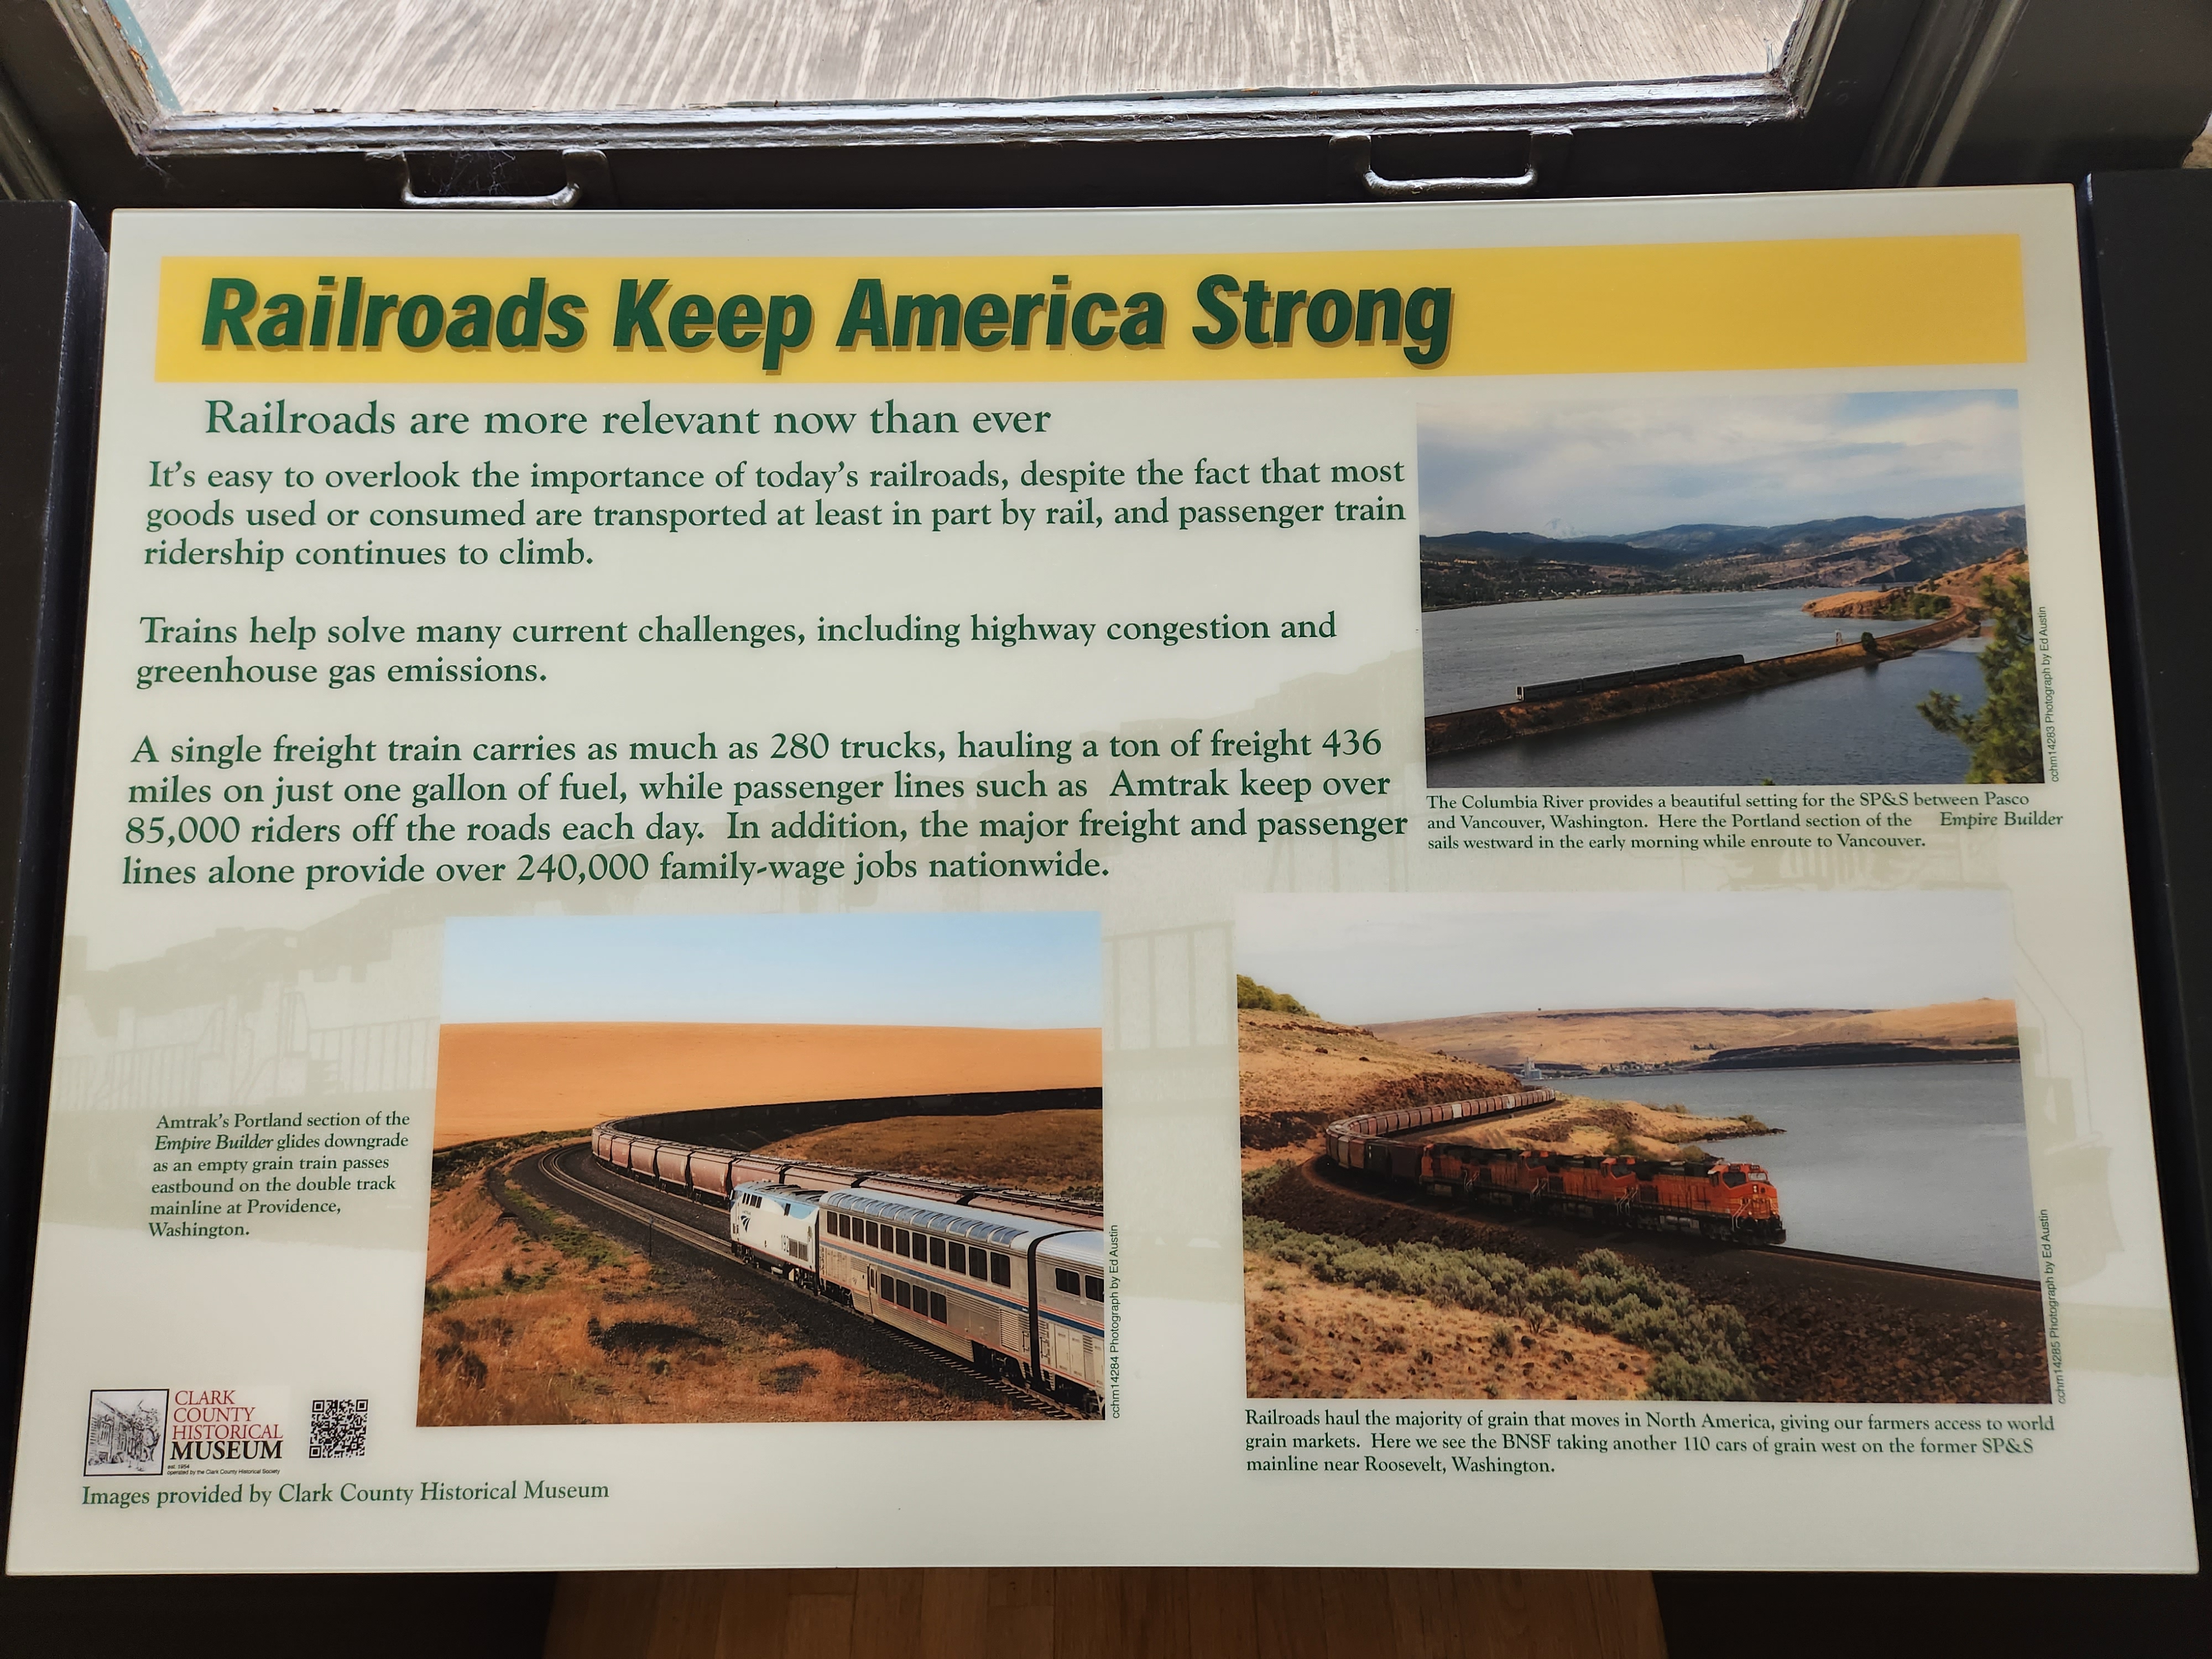 Railroads Keep America Strong
Railroads are more relevant now than ever
It's easy to overlook the importance of today's railroads, despite the fact that most
goods used or consumed are transported at least in part by rail, and passenger train
ridership continues to climb.
Trains help solve many current challenges, including highway congestion and
greenhouse gas emissions.
A single freight train carries as much as 280 trucks, hauling a ton of freight 436
miles on just one gallon of fuel, while passenger lines such as Amtrak keep over
85,000 riders off the roads each day. In addition, the major freight and passenger
lines alone provide over 240,000 family-wage jobs nationwide.
cchm14283 Photograph by Ed Austin
The Columbia River provides a beautiful setting for the SP&S between Pasco
and Vancouver, Washington. Here the Portland section of the Empire Builder
sails westward in the early morning while enroute to Vancouver.
Amtrak's Portland section of the
Empire Builder glides downgrade
as an empty grain train passes
eastbound on the double track
mainline at Providence,
Washington.
cchm14284 Photograph by Ed Austin
cchm14285 Photograph by Ed Austin
Railroads haul the majority of grain that moves in North America, giving our farmers access to world
grain markets. Here we see the BNSF taking another 110 cars of grain west on the former SP&S
mainline near Roosevelt, Washington.
CLARK
COUNTY
HISTORICAL
MUSEUM
est. 1954
operated by the Clark County Historical Society
Images provided by Clark County Historical Museum